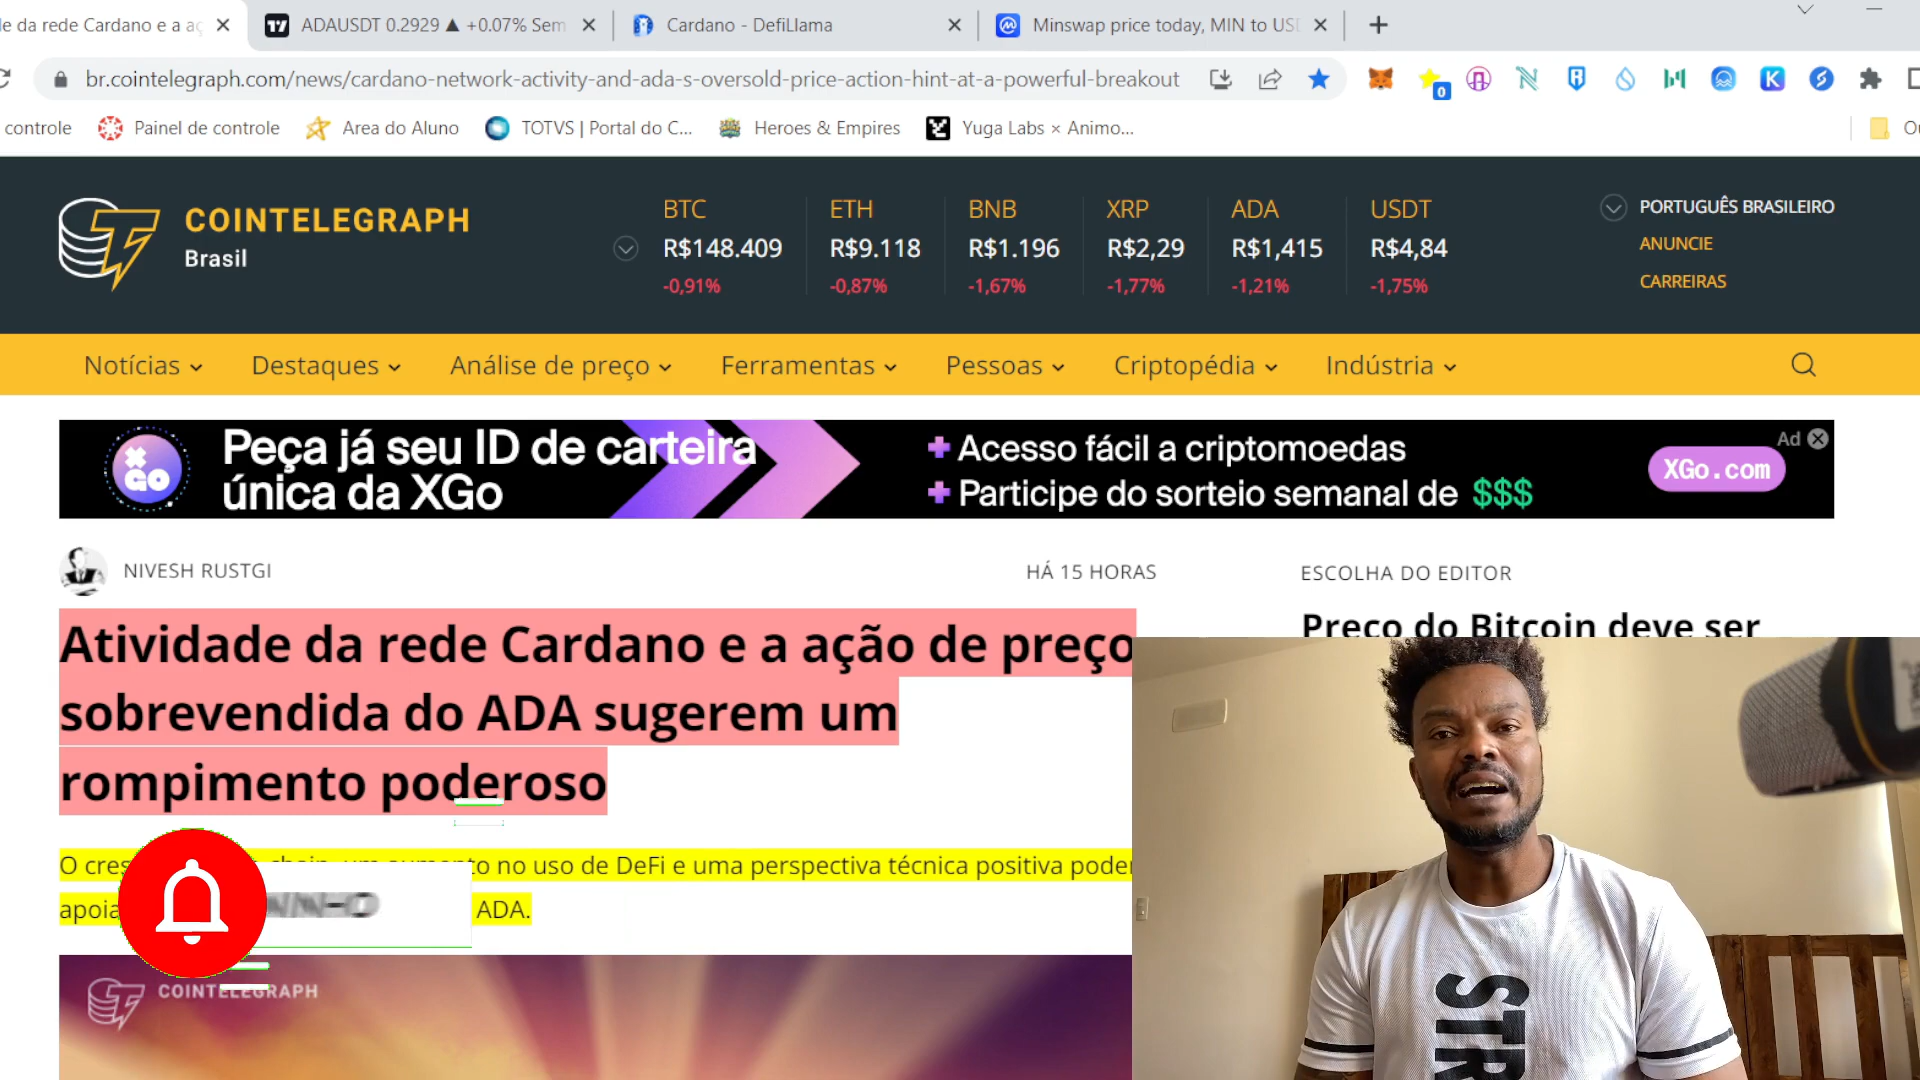 de da rede Cardano e a aç
ADAUSDT 0.2929 ▲ +0.07% Sem
Cardano - DefiLlama
Minswap price today, MIN to US
br.cointelegraph.com/news/cardano-network-activity-and-ada-s-oversold-price-action-hint-at-a-powerful-breakout
0
controle
Painel de controle
Area do Aluno
TOTVS | Portal do C...
Heroes & Empires
Yuga Labs × Animo...
Ou
COINTELEGRAPH
Brasil
BTC
R$148.409
-0,91%
ETH
R$9.118
-0,87%
BNB
R$1.196
-1,67%
XRP
R$2,29
-1,77%
ADA
R$1,415
-1,21%
USDT
R$4,84
-1,75%
PORTUGUÊS BRASILEIRO
ANUNCIE
CARREIRAS
Notícias
Destaques
Análise de preço
Ferramentas
Pessoas
Criptopédia
Indústria
XGO
Peça já seu ID de carteira
única da XGo
+ Acesso fácil a criptomoedas
+ Participe do sorteio semanal de $$$
Ad
XGo.com
NIVESH RUSTGI
HÁ 15 HORAS
Atividade da rede Cardano e a ação de preço
sobrevendida do ADA sugerem um
rompimento poderoso
O cres
to no uso de DeFi e uma perspectiva técnica positiva poder
apoia
ADA.
COINTELEGRAPH
ESCOLHA DO EDITOR
Preço do Bitcoin deve ser
STR